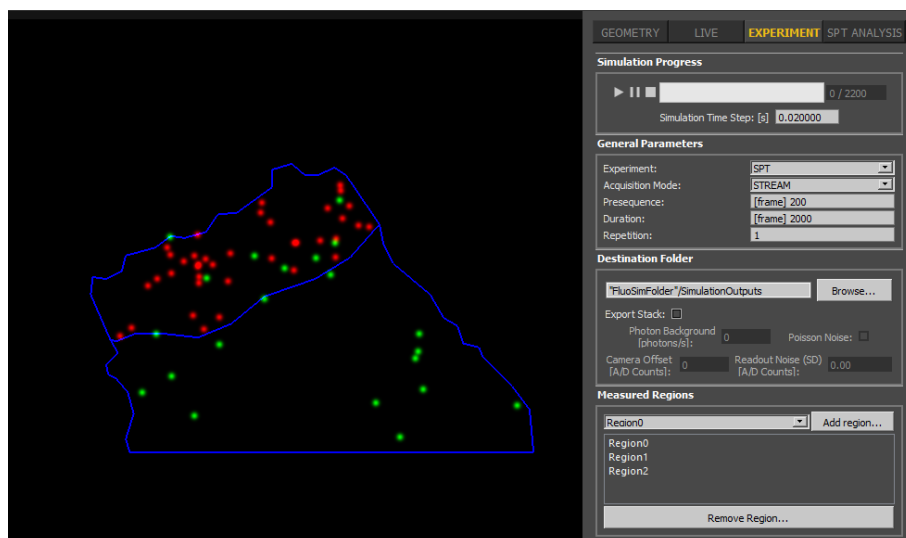 GEOMETRY LIVE EXPERIMENT SPT ANALYSIS
Simulation Progress
0 / 2200
Simulation Time Step: [s] 0.020000
General Parameters
Experiment: SPT
Acquisition Mode: STREAM
Presequence: [frame] 200
Duration: [frame] 2000
Repetition: 1
Destination Folder
"FluoSimFolder"/SimulationOutputs Browse...
Export Stack:
Photon Background
[photons/s]: 0 Poisson Noise:
Camera Offset
[A/D Counts]: 0 Readout Noise (SD)
[A/D Counts]: 0.00
Measured Regions
Region0 Add region...
Region0
Region1
Region2
Remove Region...